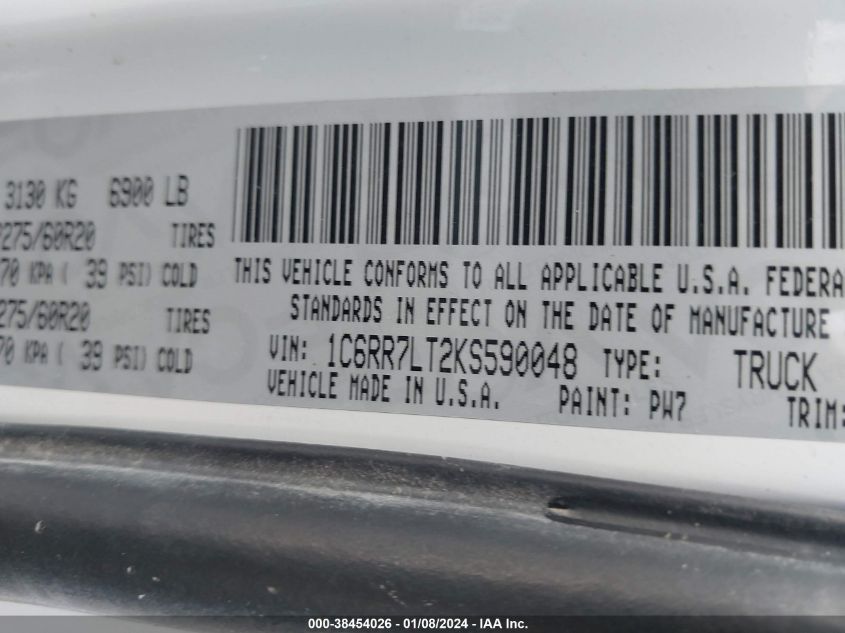 3130 KG 6900 LB
275/60R20 TIRES
70 KPA ( 39 PSI) COLD
275/60R20 TIRES
70 KPA ( 39 PSI) COLD
THIS VEHICLE CONFORMS TO ALL APPLICABLE U.S.A. FEDERA
STANDARDS IN EFFECT ON THE DATE OF MANUFACTURE
VIN: 1C6RR7LT2KS590048 TYPE: TRUCK
VEHICLE MADE IN U.S.A. PAINT: PW7 TRIM:
000-38454026 - 01/08/2024 - IAA Inc.